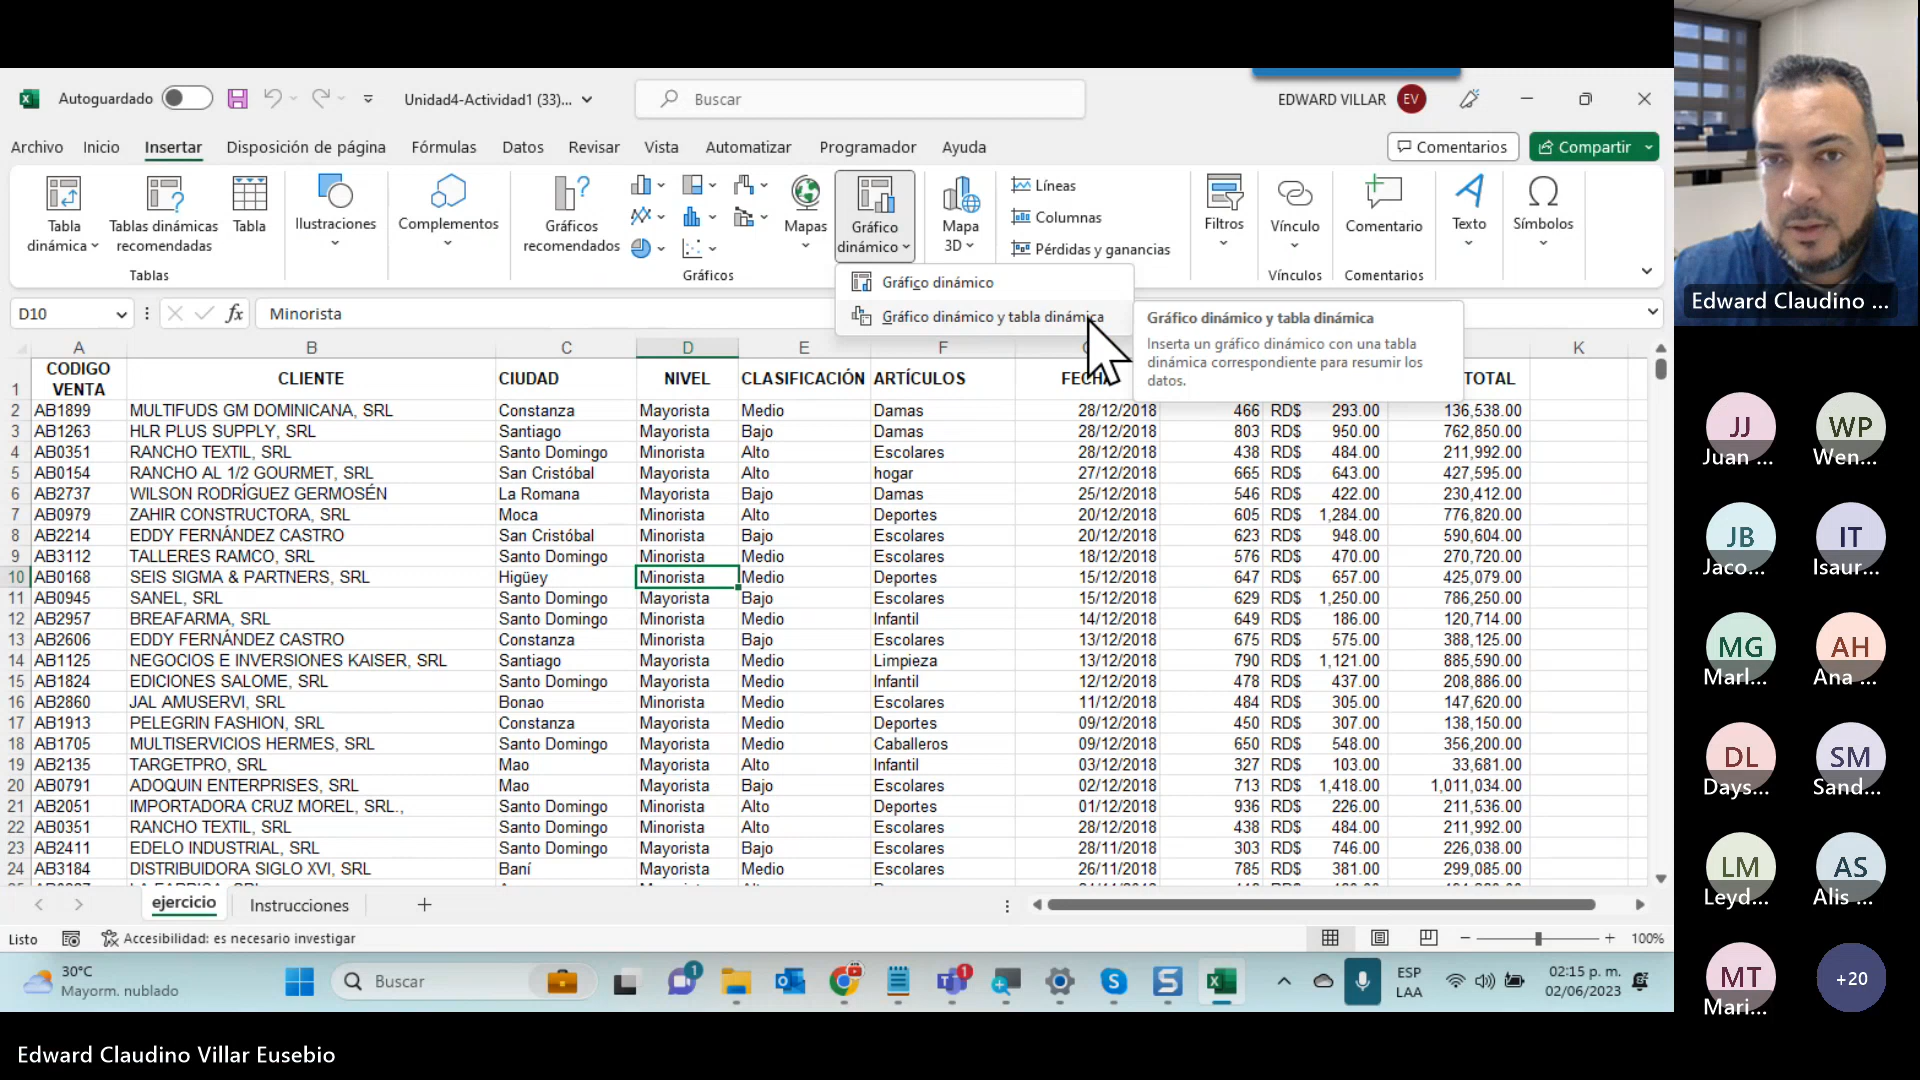 Autoguardado
Unidad4-Actividad1 (33)...
Buscar
EDWARD VILLAR EV
Archivo Inicio Insertar Disposición de página Fórmulas Datos Revisar Vista Automatizar Programador Ayuda
Comentarios Compartir
Tabla dinámica
Tablas dinámicas recomendadas
Tabla
Tablas
Ilustraciones
Complementos
Gráficos recomendados
Mapas
Gráfico dinámico
Gráficos
Mapa 3D
Líneas
Columnas
Pérdidas y ganancias
Filtros
Vínculo
Vínculos
Comentario
Comentarios
Texto
Símbolos
Gráfico dinámico
Gráfico dinámico y tabla dinámica
Gráfico dinámico y tabla dinámica
Inserta un gráfico dinámico con una tabla
dinámica correspondiente para resumir los
datos.
D10 fx Minorista
A B C D E F K
1 CODIGO VENTA CLIENTE CIUDAD NIVEL CLASIFICACIÓN ARTÍCULOS TOTAL
2 AB1899 MULTIFUDS GM DOMINICANA, SRL Constanza Mayorista Medio Damas 28/12/2018 466 RD$ 293.00 136,538.00
3 AB1263 HLR PLUS SUPPLY, SRL Santiago Mayorista Bajo Damas 28/12/2018 803 RD$ 950.00 762,850.00
4 AB0351 RANCHO TEXTIL, SRL Santo Domingo Minorista Alto Escolares 28/12/2018 438 RD$ 484.00 211,992.00
5 AB0154 RANCHO AL 1/2 GOURMET, SRL San Cristóbal Mayorista Alto hogar 27/12/2018 665 RD$ 643.00 427,595.00
6 AB2737 WILSON RODRÍGUEZ GERMOSÉN La Romana Mayorista Bajo Damas 25/12/2018 546 RD$ 422.00 230,412.00
7 AB0979 ZAHIR CONSTRUCTORA, SRL Moca Minorista Alto Deportes 20/12/2018 605 RD$ 1,284.00 776,820.00
8 AB2214 EDDY FERNÁNDEZ CASTRO San Cristóbal Minorista Bajo Escolares 20/12/2018 623 RD$ 948.00 590,604.00
9 AB3112 TALLERES RAMCO, SRL Santo Domingo Minorista Medio Escolares 18/12/2018 576 RD$ 470.00 270,720.00
10 AB0168 SEIS SIGMA & PARTNERS, SRL Higüey Minorista Medio Deportes 15/12/2018 647 RD$ 657.00 425,079.00
11 AB0945 SANEL, SRL Santo Domingo Mayorista Bajo Escolares 15/12/2018 629 RD$ 1,250.00 786,250.00
12 AB2957 BREAFARMA, SRL Santo Domingo Minorista Medio Infantil 14/12/2018 649 RD$ 186.00 120,714.00
13 AB2606 EDDY FERNÁNDEZ CASTRO Constanza Minorista Bajo Escolares 13/12/2018 675 RD$ 575.00 388,125.00
14 AB1125 NEGOCIOS E INVERSIONES KAISER, SRL Santiago Mayorista Medio Limpieza 13/12/2018 790 RD$ 1,121.00 885,590.00
15 AB1824 EDICIONES SALOME, SRL Santo Domingo Mayorista Medio Infantil 12/12/2018 478 RD$ 437.00 208,886.00
16 AB2860 JAL AMUSERVI, SRL Bonao Minorista Medio Escolares 11/12/2018 484 RD$ 305.00 147,620.00
17 AB1913 PELEGRIN FASHION, SRL Constanza Mayorista Medio Deportes 09/12/2018 450 RD$ 307.00 138,150.00
18 AB1705 MULTISERVICIOS HERMES, SRL Santo Domingo Mayorista Medio Caballeros 09/12/2018 650 RD$ 548.00 356,200.00
19 AB2135 TARGETPRO, SRL Mao Mayorista Alto Infantil 03/12/2018 327 RD$ 103.00 33,681.00
20 AB0791 ADOQUIN ENTERPRISES, SRL Mao Mayorista Bajo Escolares 02/12/2018 713 RD$ 1,418.00 1,011,034.00
21 AB2051 IMPORTADORA CRUZ MOREL, SRL., Santo Domingo Minorista Alto Deportes 01/12/2018 936 RD$ 226.00 211,536.00
22 AB0351 RANCHO TEXTIL, SRL Santo Domingo Minorista Alto Escolares 28/12/2018 438 RD$ 484.00 211,992.00
23 AB2411 EDELO INDUSTRIAL, SRL Santo Domingo Mayorista Bajo Escolares 28/11/2018 303 RD$ 746.00 226,038.00
24 AB3184 DISTRIBUIDORA SIGLO XVI, SRL Baní Mayorista Medio Escolares 26/11/2018 785 RD$ 381.00 299,085.00
ejercicio Instrucciones
Listo Accesibilidad: es necesario investigar 100%
30°C
Mayorm. nublado
Buscar
1
1
ESP
LAA
02:15 p. m.
02/06/2023
Edward Claudino ...
JJ WP
Juan ... Wen...
JB IT
Jaco... Isaur...
MG AH
Marl... Ana ...
DL SM
Days... Sand...
LM AS
Leyd... Alis ...
MT +20
Mari...
Edward Claudino Villar Eusebio